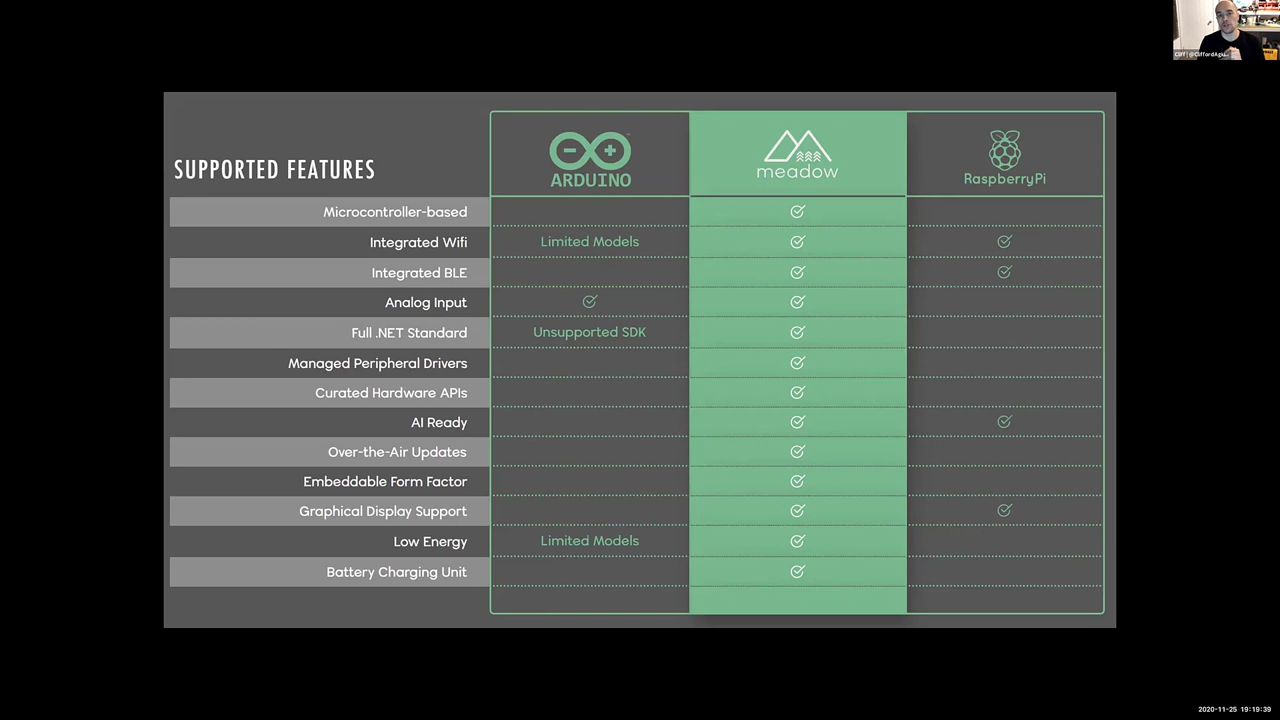 Cliff | @CliffordAgi...
SUPPORTED FEATURES
ARDUINO
meadow
RaspberryPi
Microcontroller-based
Integrated Wifi Limited Models
Integrated BLE
Analog Input
Full .NET Standard Unsupported SDK
Managed Peripheral Drivers
Curated Hardware APIs
AI Ready
Over-the-Air Updates
Embeddable Form Factor
Graphical Display Support
Low Energy Limited Models
Battery Charging Unit
2020-11-25 19:19:39